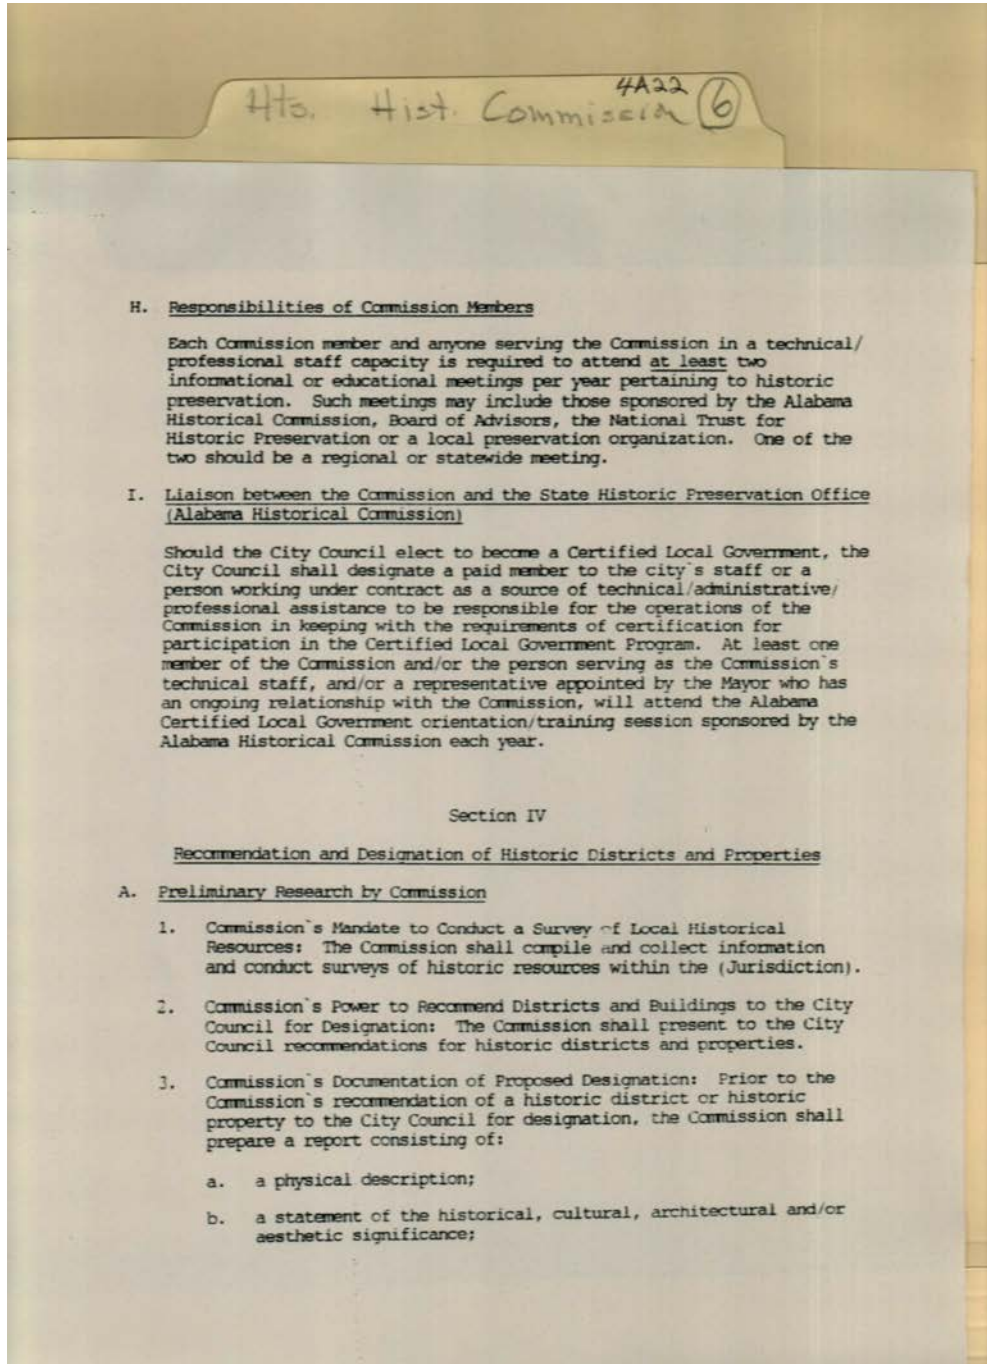 4A22
Hts. Hist. Commission 6
H. Responsibilities of Commission Members
Each Commission member and anyone serving the Commission in a technical/
professional staff capacity is required to attend at least two
informational or educational meetings per year pertaining to historic
preservation. Such meetings may include those sponsored by the Alabama
Historical Commission, Board of Advisors, the National Trust for
Historic Preservation or a local preservation organization. One of the
two should be a regional or statewide meeting.
I. Liaison between the Commission and the State Historic Preservation Office
(Alabama Historical Commission)
Should the City Council elect to become a Certified Local Government, the
City Council shall designate a paid member to the city`s staff or a
person working under contract as a source of technical/administrative/
professional assistance to be responsible for the operations of the
Commission in keeping with the requirements of certification for
participation in the Certified Local Government Program. At least one
member of the Commission and/or the person serving as the Commission`s
technical staff, and/or a representative appointed by the Mayor who has
an ongoing relationship with the Commission, will attend the Alabama
Certified Local Government orientation/training session sponsored by the
Alabama Historical Commission each year.
Section IV
Recommendation and Designation of Historic Districts and Properties
A. Preliminary Research by Commission
1. Commission`s Mandate to Conduct a Survey of Local Historical
Resources: The Commission shall compile and collect information
and conduct surveys of historic resources within the (Jurisdiction).
2. Commission`s Power to Recommend Districts and Buildings to the City
Council for Designation: The Commission shall present to the City
Council recommendations for historic districts and properties.
3. Commission`s Documentation of Proposed Designation: Prior to the
Commission`s recommendation of a historic district or historic
property to the City Council for designation, the Commission shall
prepare a report consisting of:
a. a physical description;
b. a statement of the historical, cultural, architectural and/or
aesthetic significance;